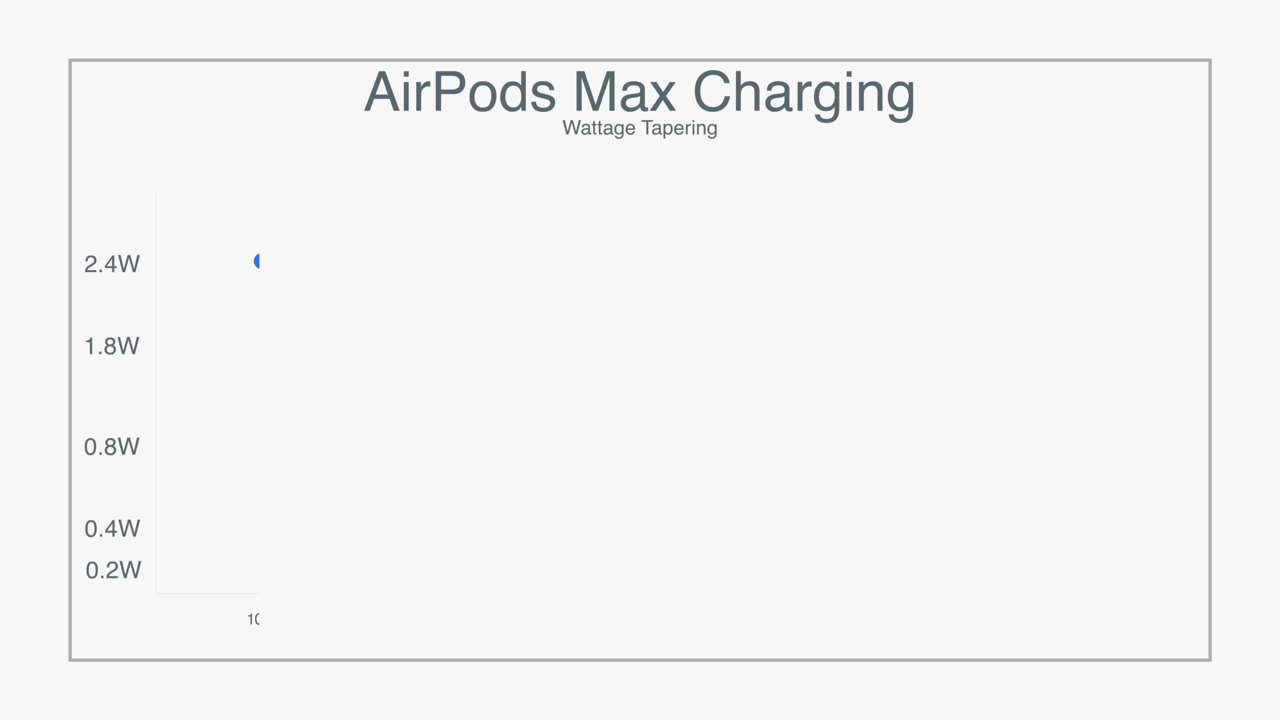 AirPods Max Charging
Wattage Tapering
2.4W
1.8W
0.8W
0.4W
0.2W